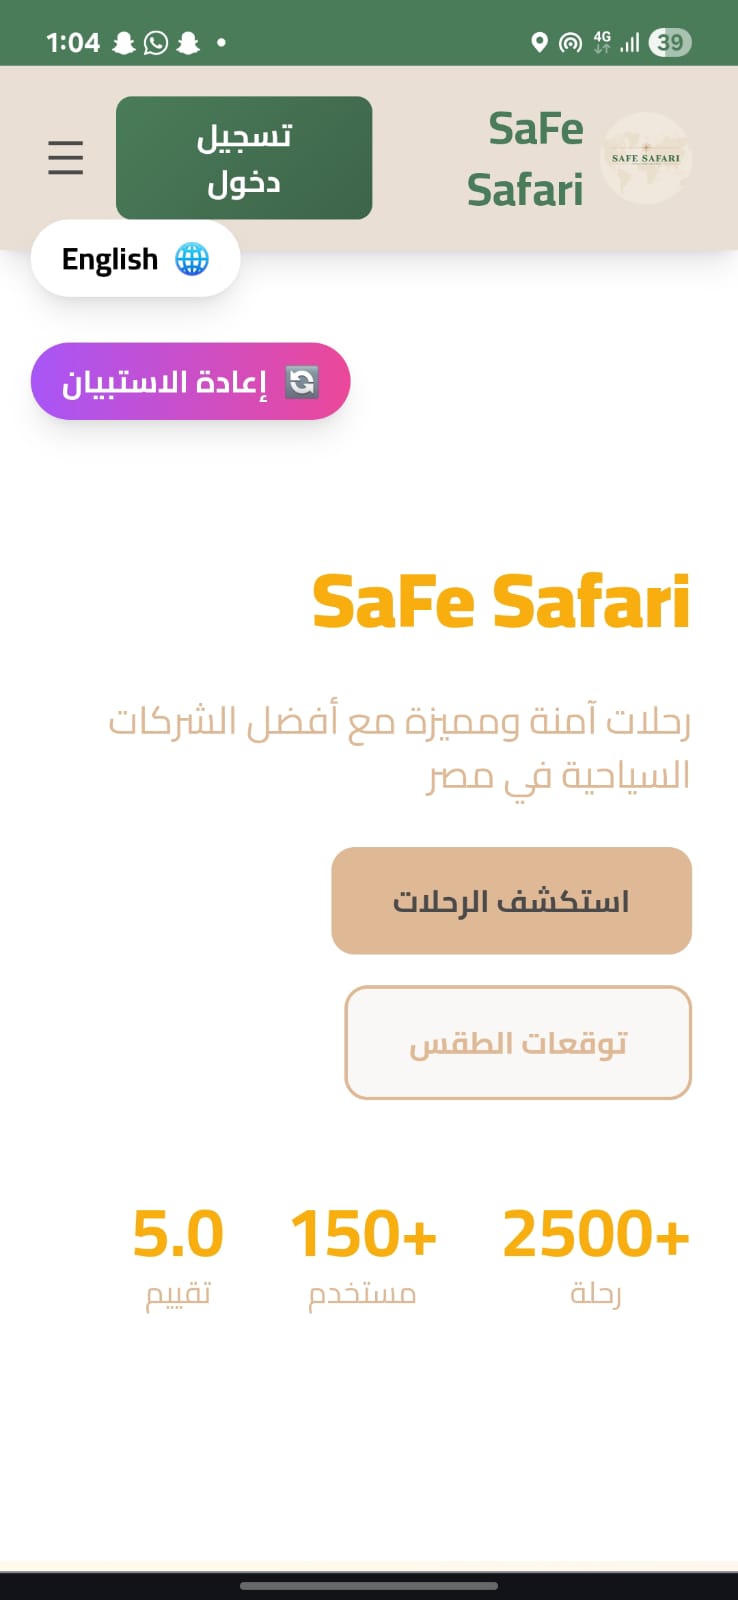 1:04
4G
39
SaFe
Safari
SAFE SAFARI
تسجيل
دخول
English
إعادة الاستبيان
SaFe Safari
رحلات آمنة ومميزة مع أفضل الشركات
السياحية في مصر
استكشف الرحلات
توقعات الطقس
2500+
رحلة
150+
مستخدم
5.0
تقييم